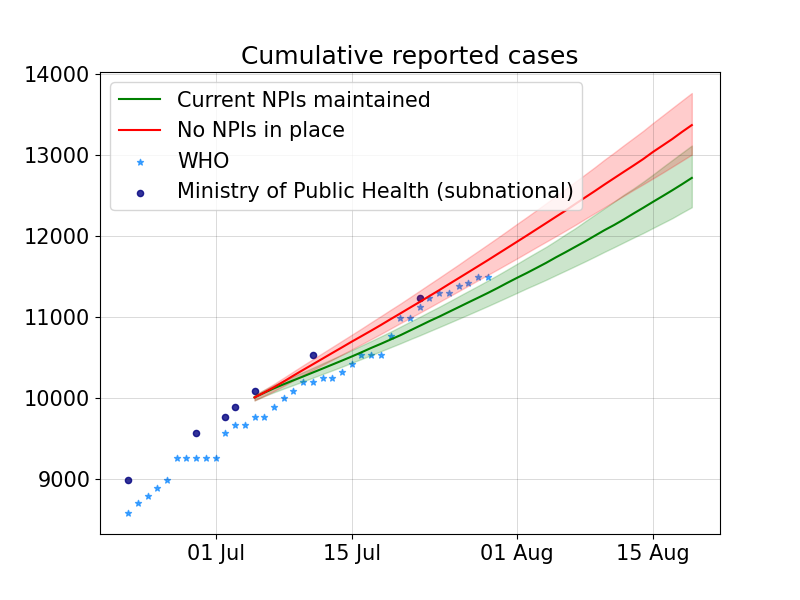 Cumulative reported cases
14000
13000
12000
11000
10000
9000
Current NPIs maintained
No NPIs in place
WHO
Ministry of Public Health (subnational)
01 Jul
15 Jul
01 Aug
15 Aug